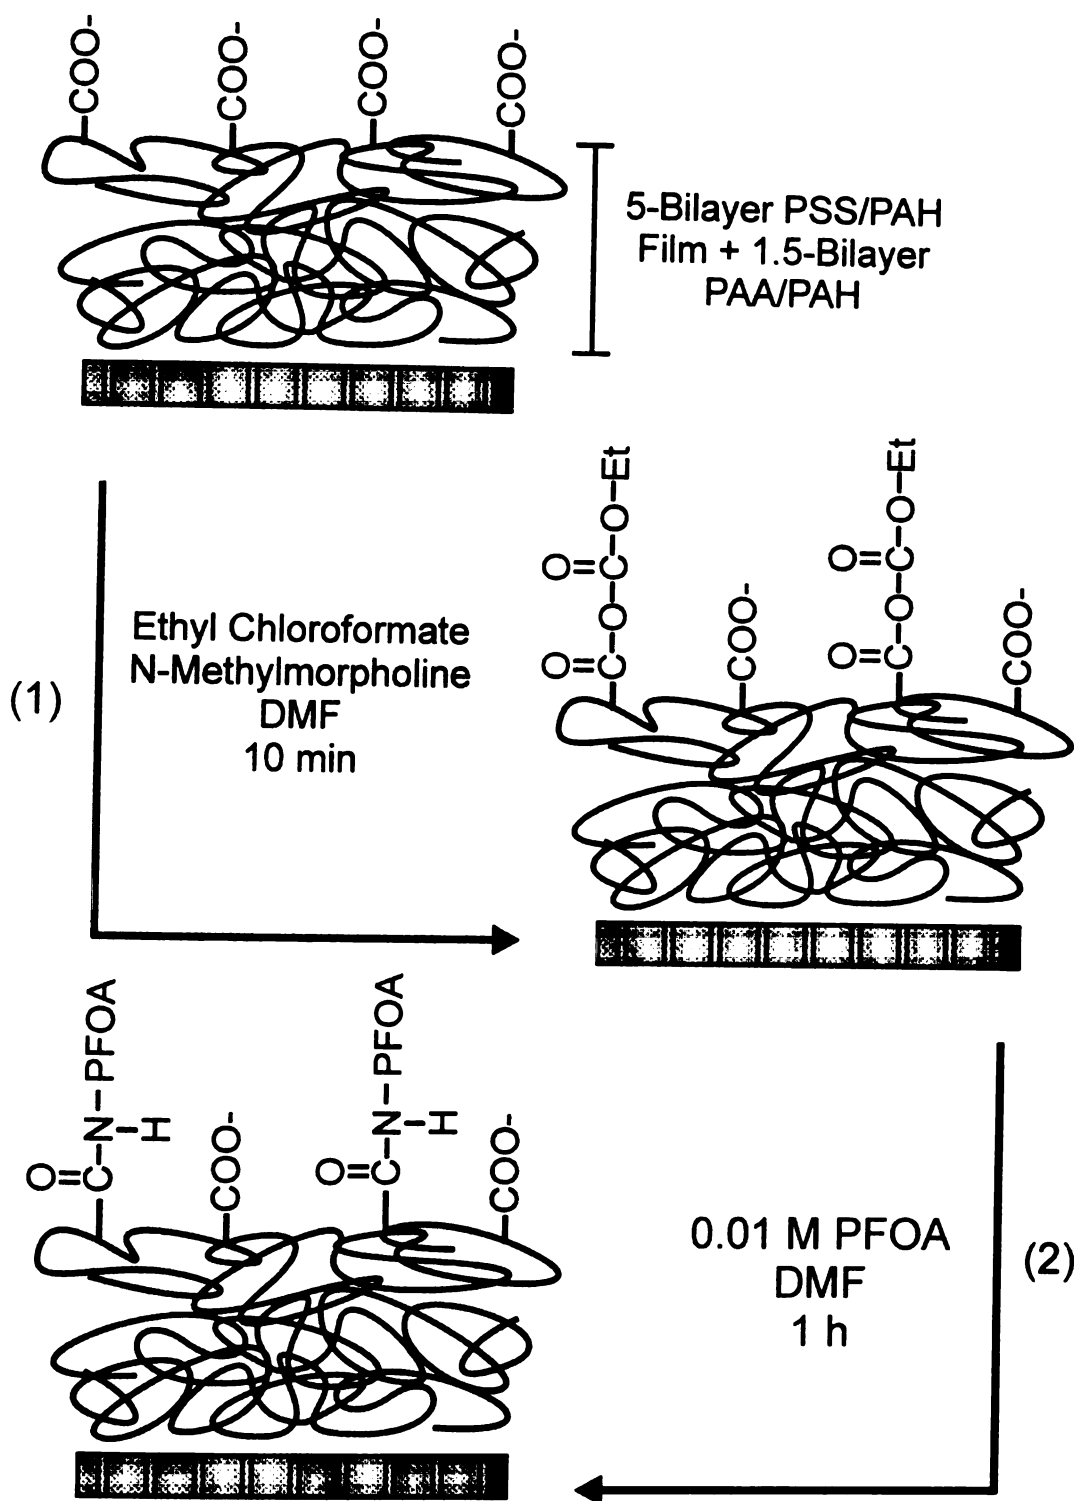 COO-
COO-
COO-
COO-
5-Bilayer PSS/PAH
Film + 1.5-Bilayer
PAA/PAH
(1)
Ethyl Chloroformate
N-Methylmorpholine
DMF
10 min
O=C-O-C=O-O-Et
COO-
O=C-O-C=O-O-Et
COO-
O=C-N-H-PFOA
COO-
O=C-N-H-PFOA
COO-
0.01 M PFOA
DMF
1 h
(2)